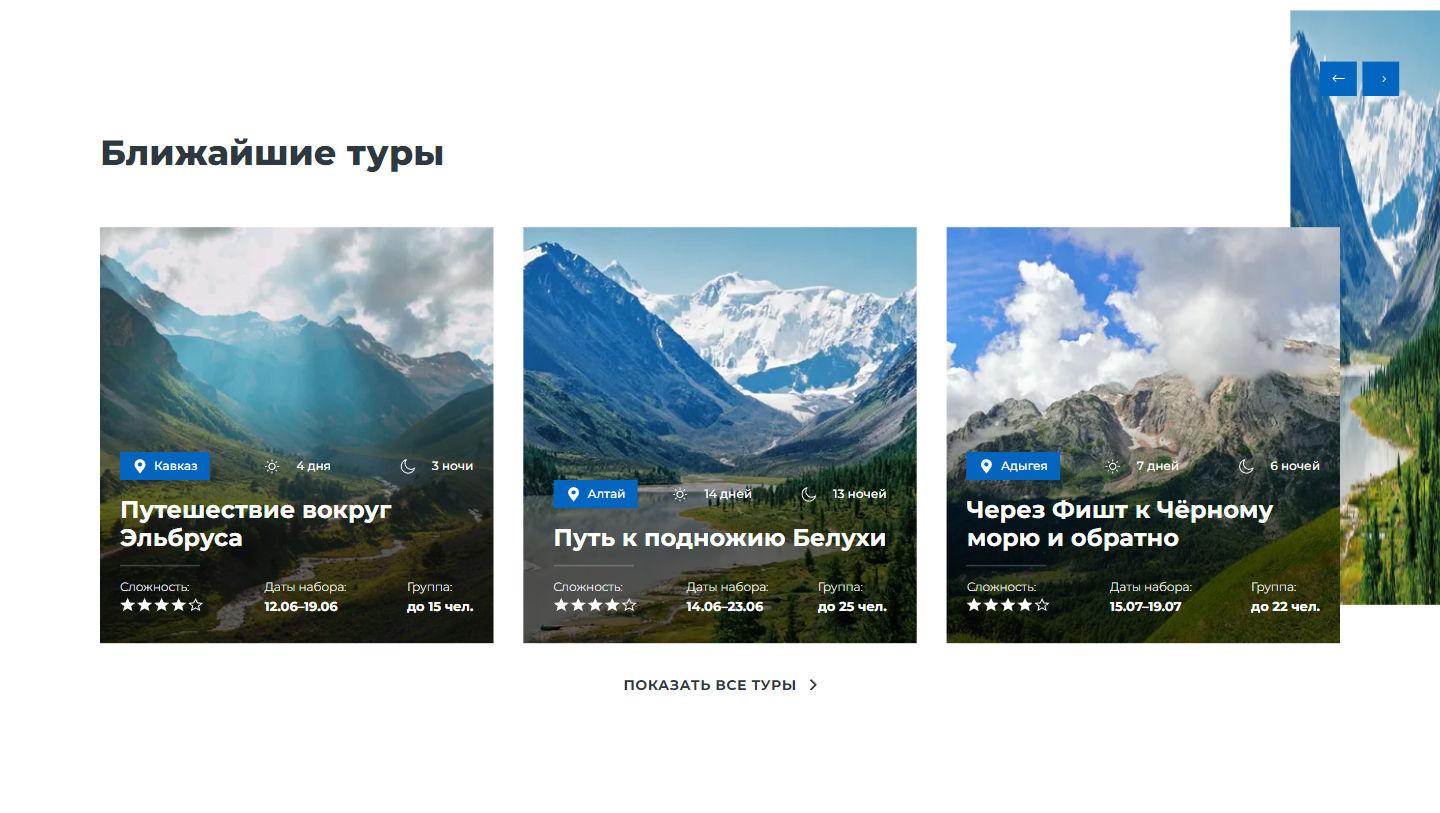 Ближайшие туры
Кавказ 4 дня 3 ночи
Путешествие вокруг
Эльбруса
Сложность: Даты набора: Группа:
12.06–19.06 до 15 чел.
Алтай 14 дней 13 ночей
Путь к подножию Белухи
Сложность: Даты набора: Группа:
14.06–23.06 до 25 чел.
Адыгея 7 дней 6 ночей
Через Фишт к Чёрному
морю и обратно
Сложность: Даты набора: Группа:
15.07–19.07 до 22 чел.
ПОКАЗАТЬ ВСЕ ТУРЫ